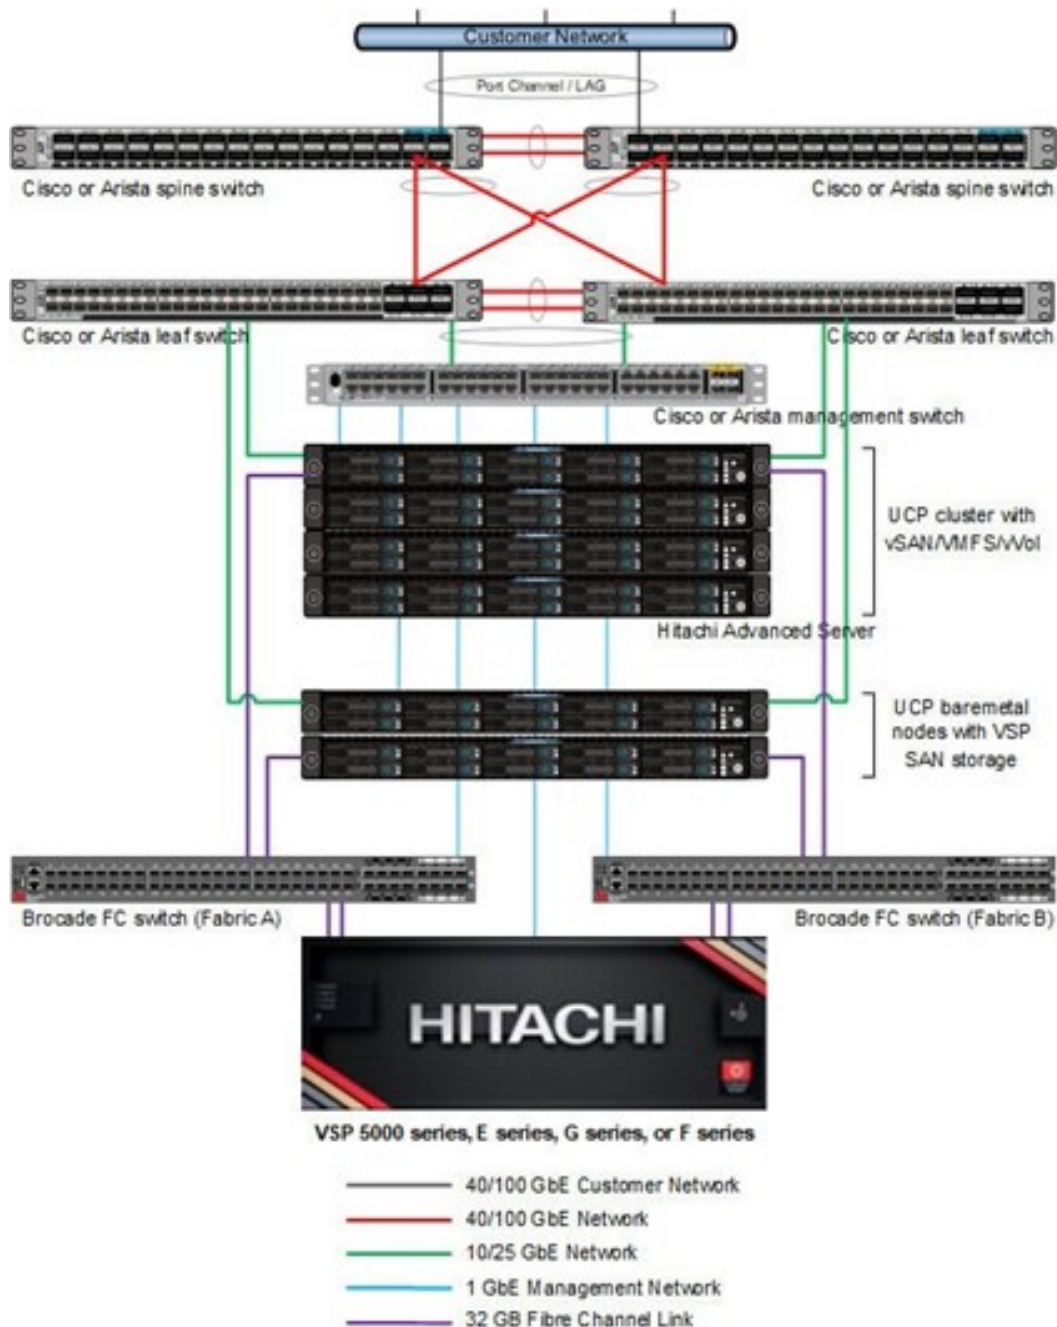 Customer Network
Port Channel / LAG
Cisco or Arista spine switch
Cisco or Arista spine switch
Cisco or Arista leaf switch
Cisco or Arista leaf switch
Cisco or Arista management switch
UCP cluster with
vSAN/VMFS/vVol
Hitachi Advanced Server
UCP baremetal
nodes with VSP
SAN storage
Brocade FC switch (Fabric A)
Brocade FC switch (Fabric B)
HITACHI
VSP 5000 series, E series, G series, or F series
40/100 GbE Customer Network
40/100 GbE Network
10/25 GbE Network
1 GbE Management Network
32 GB Fibre Channel Link